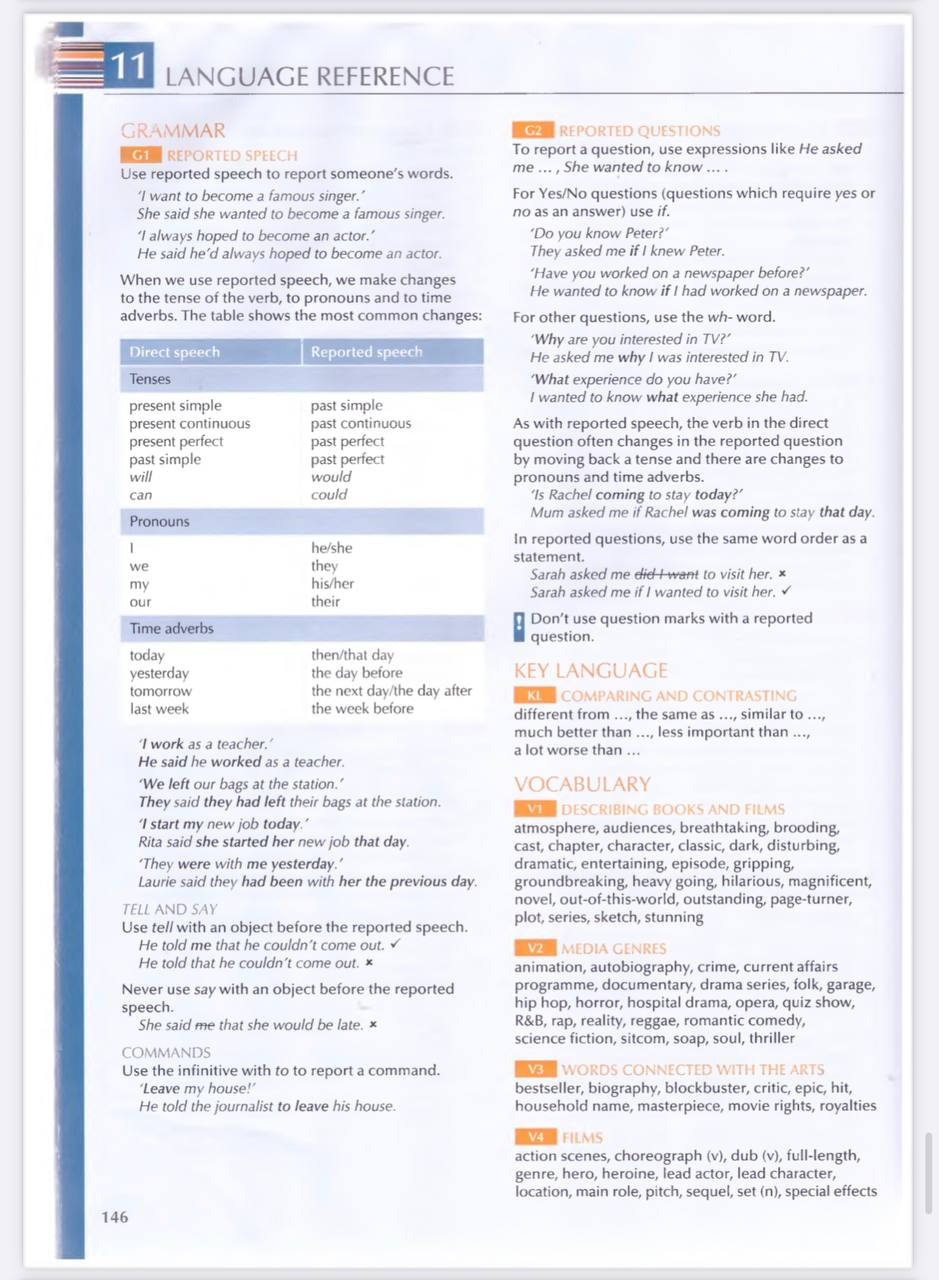 11 LANGUAGE REFERENCE
GRAMMAR
G1 REPORTED SPEECH
Use reported speech to report someone's words.
'I want to become a famous singer.'
She said she wanted to become a famous singer.
'I always hoped to become an actor.'
He said he'd always hoped to become an actor.
When we use reported speech, we make changes
to the tense of the verb, to pronouns and to time
adverbs. The table shows the most common changes:
Direct speech Reported speech
Tenses
present simple past simple
present continuous past continuous
present perfect past perfect
past simple past perfect
will would
can could
Pronouns
I he/she
we they
my his/her
our their
Time adverbs
today then/that day
yesterday the day before
tomorrow the next day/the day after
last week the week before
'I work as a teacher.'
He said he worked as a teacher.
'We left our bags at the station.'
They said they had left their bags at the station.
'I start my new job today.'
Rita said she started her new job that day.
'They were with me yesterday.'
Laurie said they had been with her the previous day.
TELL AND SAY
Use tell with an object before the reported speech.
He told me that he couldn't come out. ✓
He told that he couldn't come out. ×
Never use say with an object before the reported
speech.
She said me that she would be late. ×
COMMANDS
Use the infinitive with to to report a command.
'Leave my house!'
He told the journalist to leave his house.
G2 REPORTED QUESTIONS
To report a question, use expressions like He asked
me ... , She wanted to know ... .
For Yes/No questions (questions which require yes or
no as an answer) use if.
'Do you know Peter?'
They asked me if I knew Peter.
'Have you worked on a newspaper before?'
He wanted to know if I had worked on a newspaper.
For other questions, use the wh- word.
'Why are you interested in TV?'
He asked me why I was interested in TV.
'What experience do you have?'
I wanted to know what experience she had.
As with reported speech, the verb in the direct
question often changes in the reported question
by moving back a tense and there are changes to
pronouns and time adverbs.
'Is Rachel coming to stay today?'
Mum asked me if Rachel was coming to stay that day.
In reported questions, use the same word order as a
statement.
Sarah asked me did I want to visit her. ×
Sarah asked me if I wanted to visit her. ✓
! Don't use question marks with a reported
question.
KEY LANGUAGE
KL COMPARING AND CONTRASTING
different from ..., the same as ..., similar to ...,
much better than ..., less important than ...,
a lot worse than ...
VOCABULARY
V1 DESCRIBING BOOKS AND FILMS
atmosphere, audiences, breathtaking, brooding,
cast, chapter, character, classic, dark, disturbing,
dramatic, entertaining, episode, gripping,
groundbreaking, heavy going, hilarious, magnificent,
novel, out-of-this-world, outstanding, page-turner,
plot, series, sketch, stunning
V2 MEDIA GENRES
animation, autobiography, crime, current affairs
programme, documentary, drama series, folk, garage,
hip hop, horror, hospital drama, opera, quiz show,
R&B, rap, reality, reggae, romantic comedy,
science fiction, sitcom, soap, soul, thriller
V3 WORDS CONNECTED WITH THE ARTS
bestseller, biography, blockbuster, critic, epic, hit,
household name, masterpiece, movie rights, royalties
V4 FILMS
action scenes, choreograph (v), dub (v), full-length,
genre, hero, heroine, lead actor, lead character,
location, main role, pitch, sequel, set (n), special effects
146